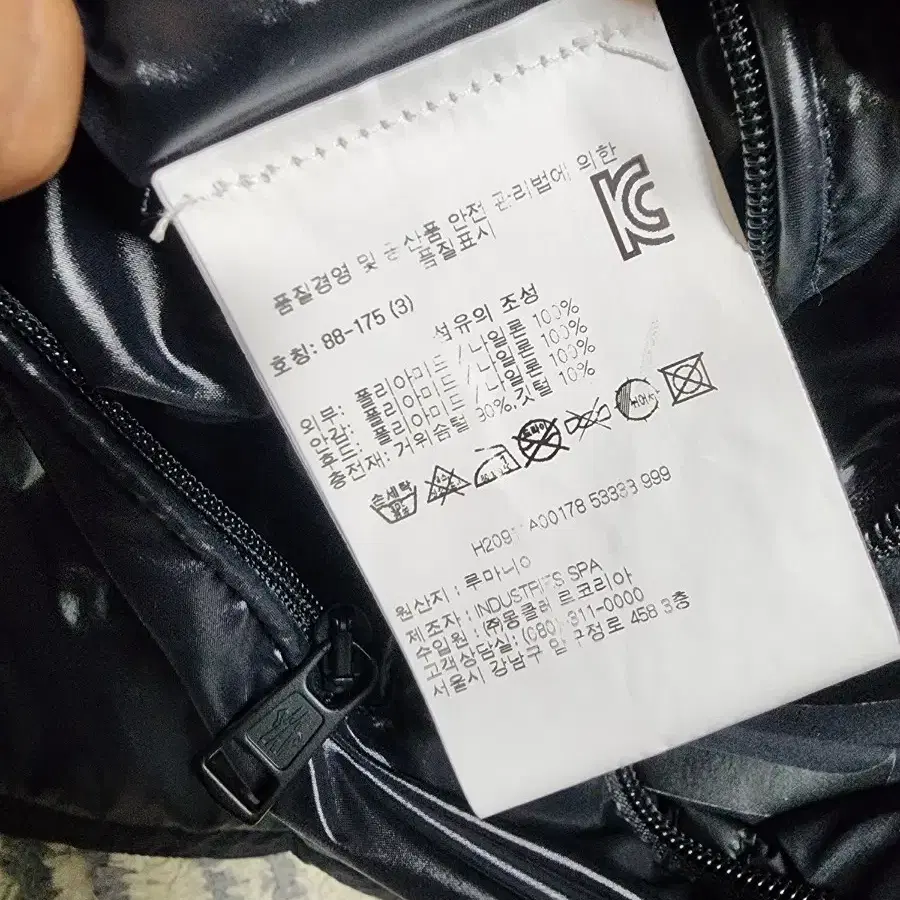 품질경영 및 공산품 안전 관리법에 의한
품질표시
호칭: 88-175 (3)
섬유의 조성
외부: 폴리아미드 / 나일론 100%
안감: 폴리아미드 / 나일론 100%
후드: 폴리아미드 / 나일론 100%
충전재: 거위솜털 90%, 깃털 10%
손세탁
A00178 53333 999
원산지 : 루마니아
제조자 : INDUSTRIES SPA
수입원 : (주)몽클레르코리아
고객상담실: (080) 311-0000
서울시 강남구 압구정로 458 3층